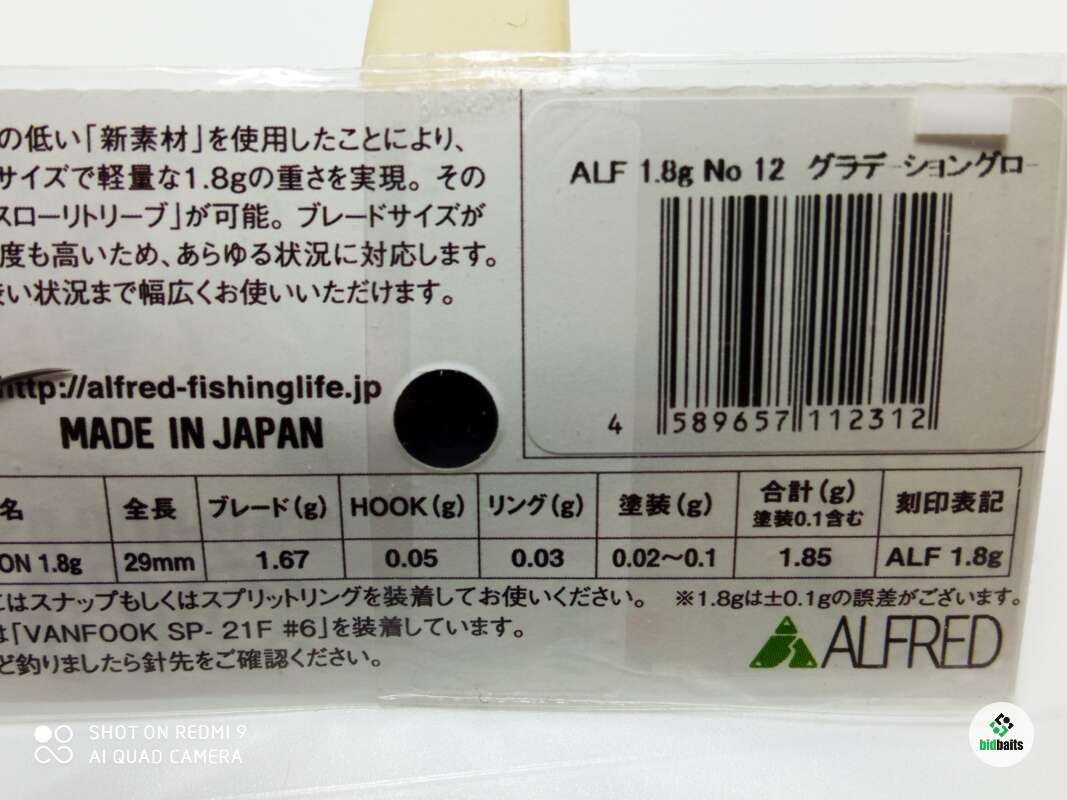 の低い「新素材」を使用したことにより、
サイズで軽量な1.8gの重さを実現。その
スローリトリーブ」が可能。ブレードサイズが
度も高いため、あらゆる状況に対応します。
い状況まで幅広くお使いいただけます。
http://alfred-fishinglife.jp
MADE IN JAPAN
ALF 1.8g No 12 グラデーショングロー
4 589657 112312
名 全長 ブレード(g) HOOK(g) リング(g) 塗装(g) 合計(g) 塗装0.1含む 刻印表記
ON 1.8g 29mm 1.67 0.05 0.03 0.02〜0.1 1.85 ALF 1.8g
にはスナップもしくはスプリットリングを装着してお使いください。 ※1.8gは±0.1gの誤差がございます。
は「VANFOOK SP- 21F #6」を装着しています。
ど釣りましたら針先をご確認ください。
ALFRED
SHOT ON REDMI 9
AI QUAD CAMERA
bidbaits